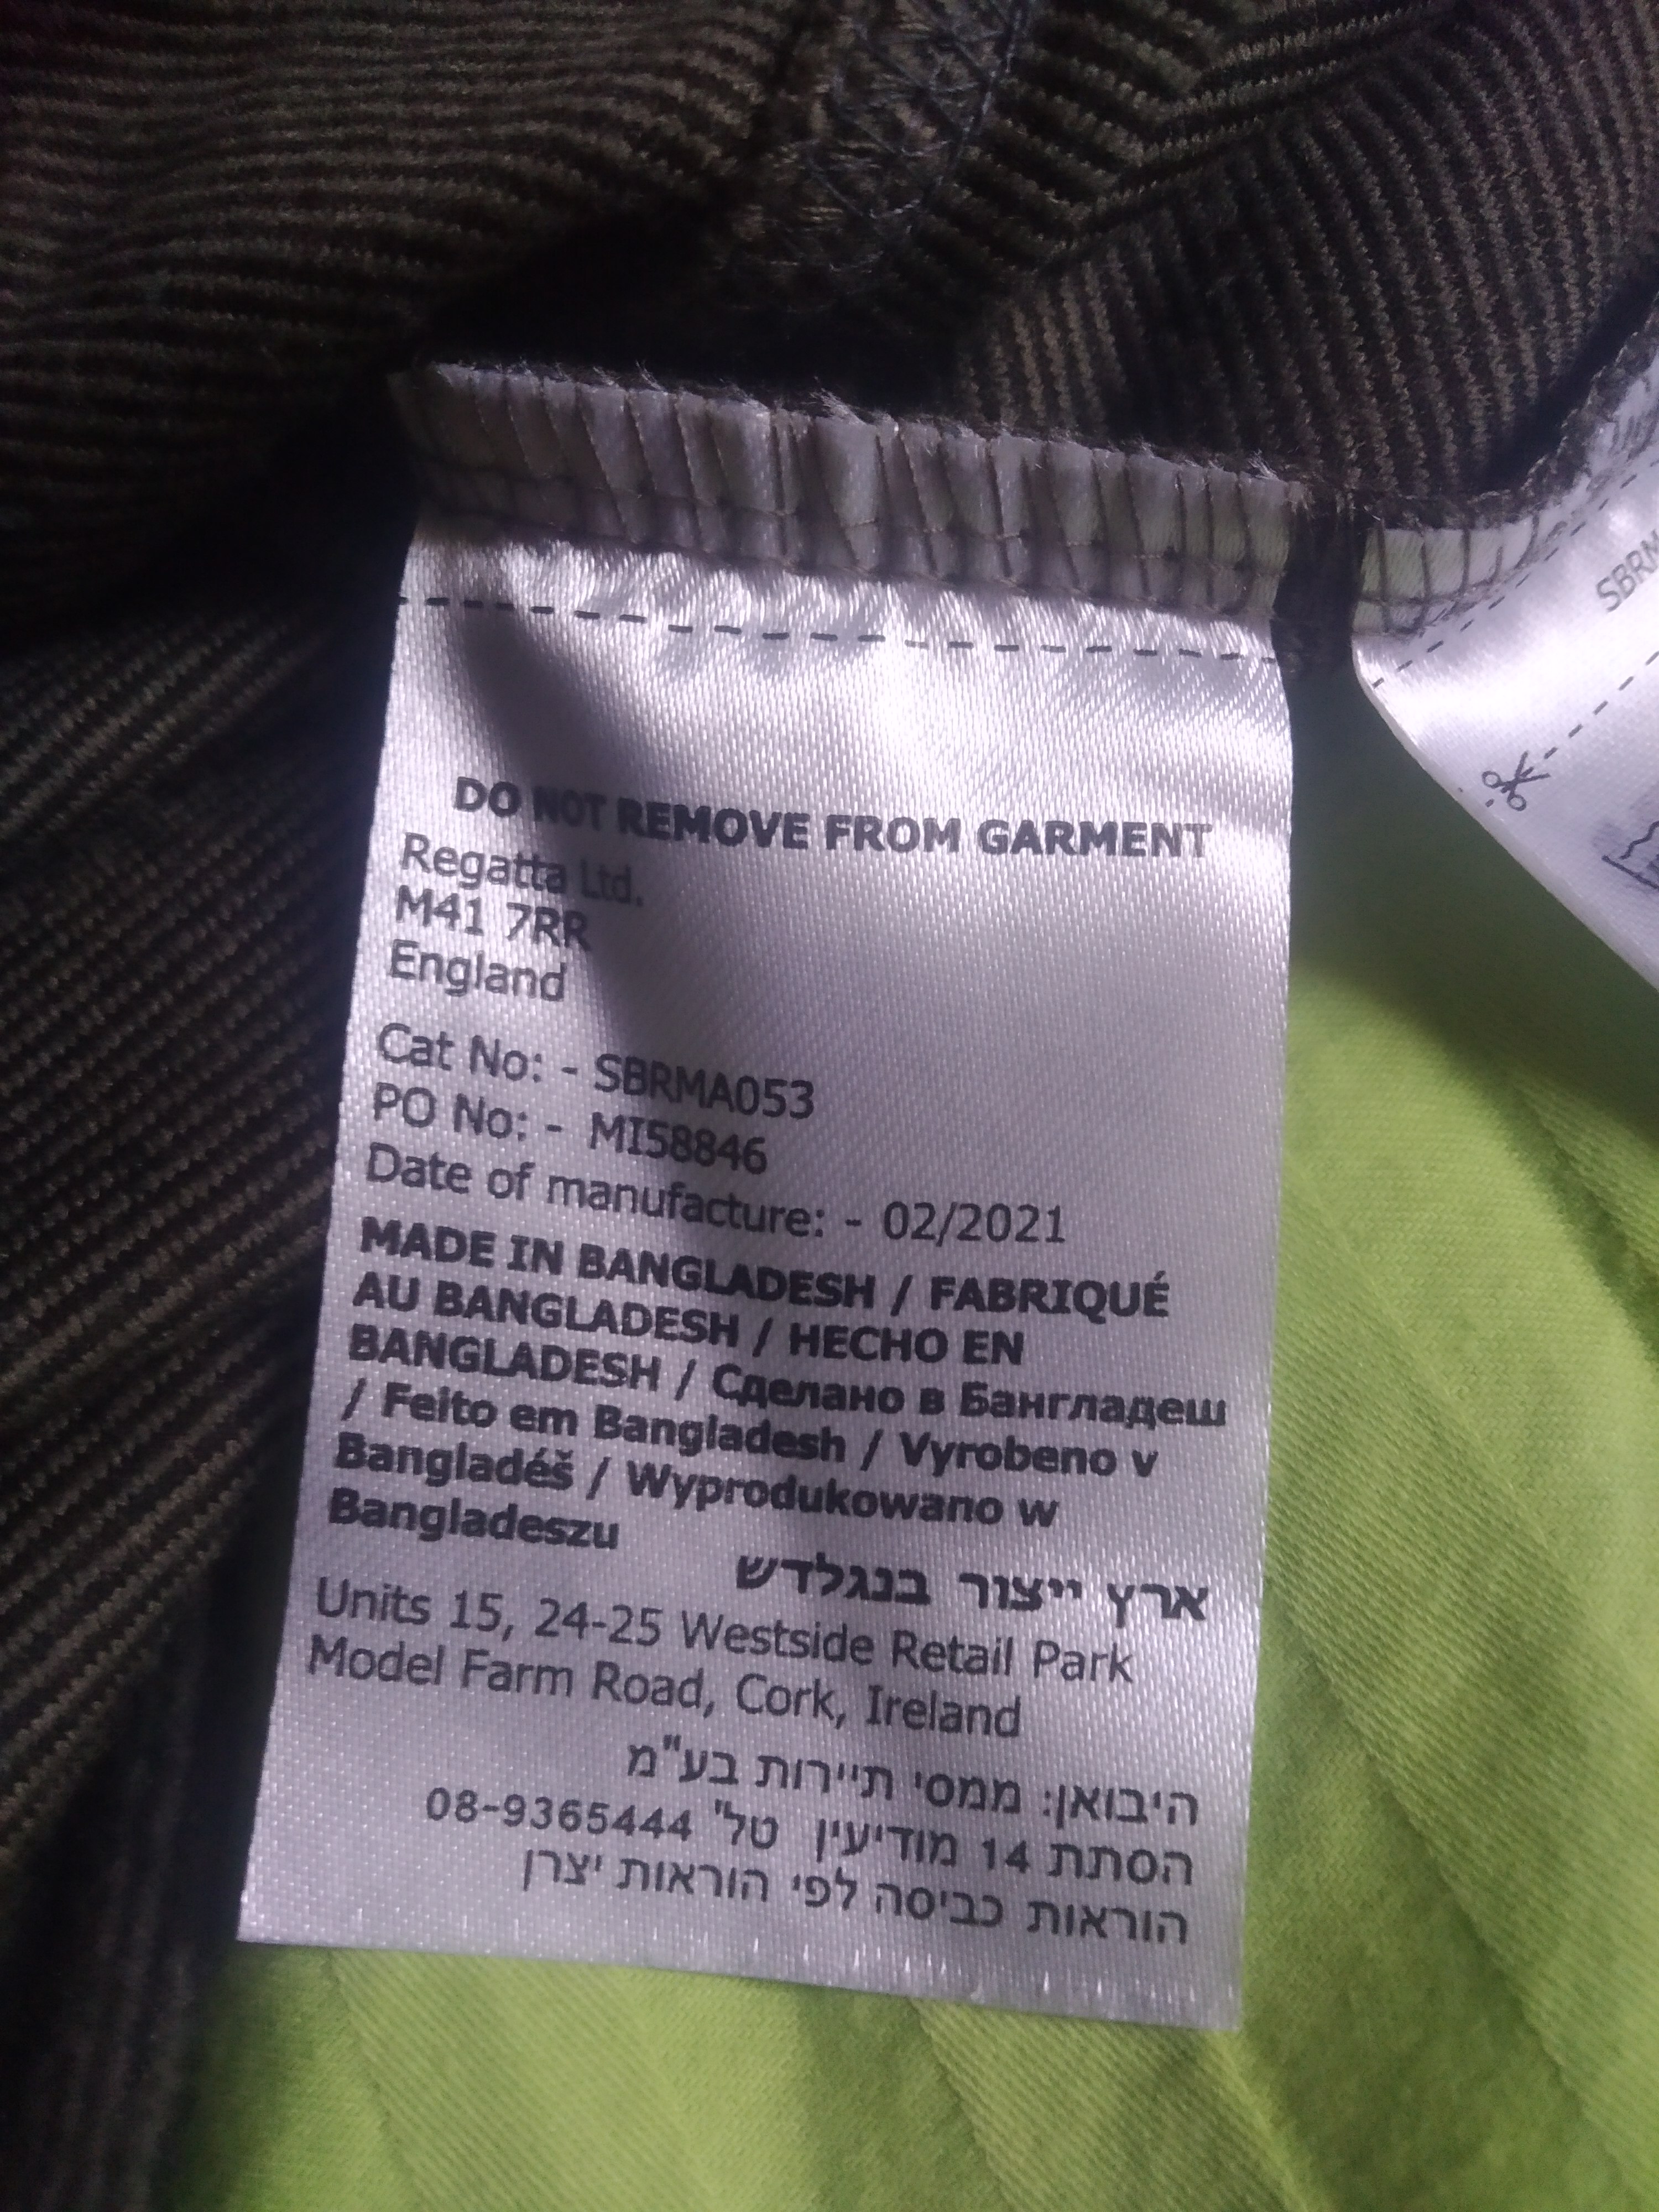 DO NOT REMOVE FROM GARMENT
Regatta Ltd.
M41 7RR
England
Cat No: - SBRMA053
PO No: - MI58846
Date of manufacture: - 02/2021
MADE IN BANGLADESH / FABRIQUÉ
AU BANGLADESH / HECHO EN
BANGLADESH / Сделано в Бангладеш
/ Feito em Bangladesh / Vyrobeno v
Bangladéš / Wyprodukowano w
Bangladeszu
ארץ ייצור בנגלדש
Units 15, 24-25 Westside Retail Park
Model Farm Road, Cork, Ireland
היבואן: ממסי תיירות בע"מ
הסתת 14 מודיעין טל' 08-9365444
הוראות כביסה לפי הוראות יצרן